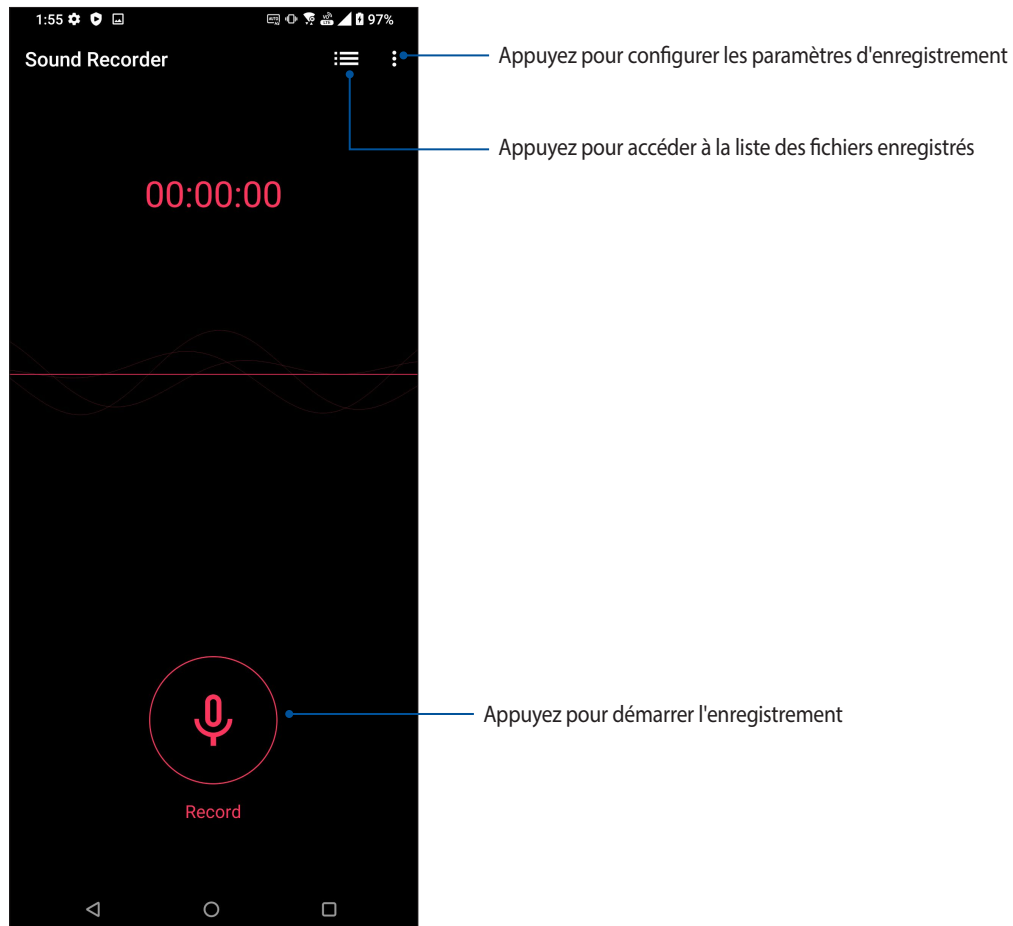 1:55 97%
Sound Recorder
Appuyez pour configurer les paramètres d'enregistrement
Appuyez pour accéder à la liste des fichiers enregistrés
00:00:00
Appuyez pour démarrer l'enregistrement
Record